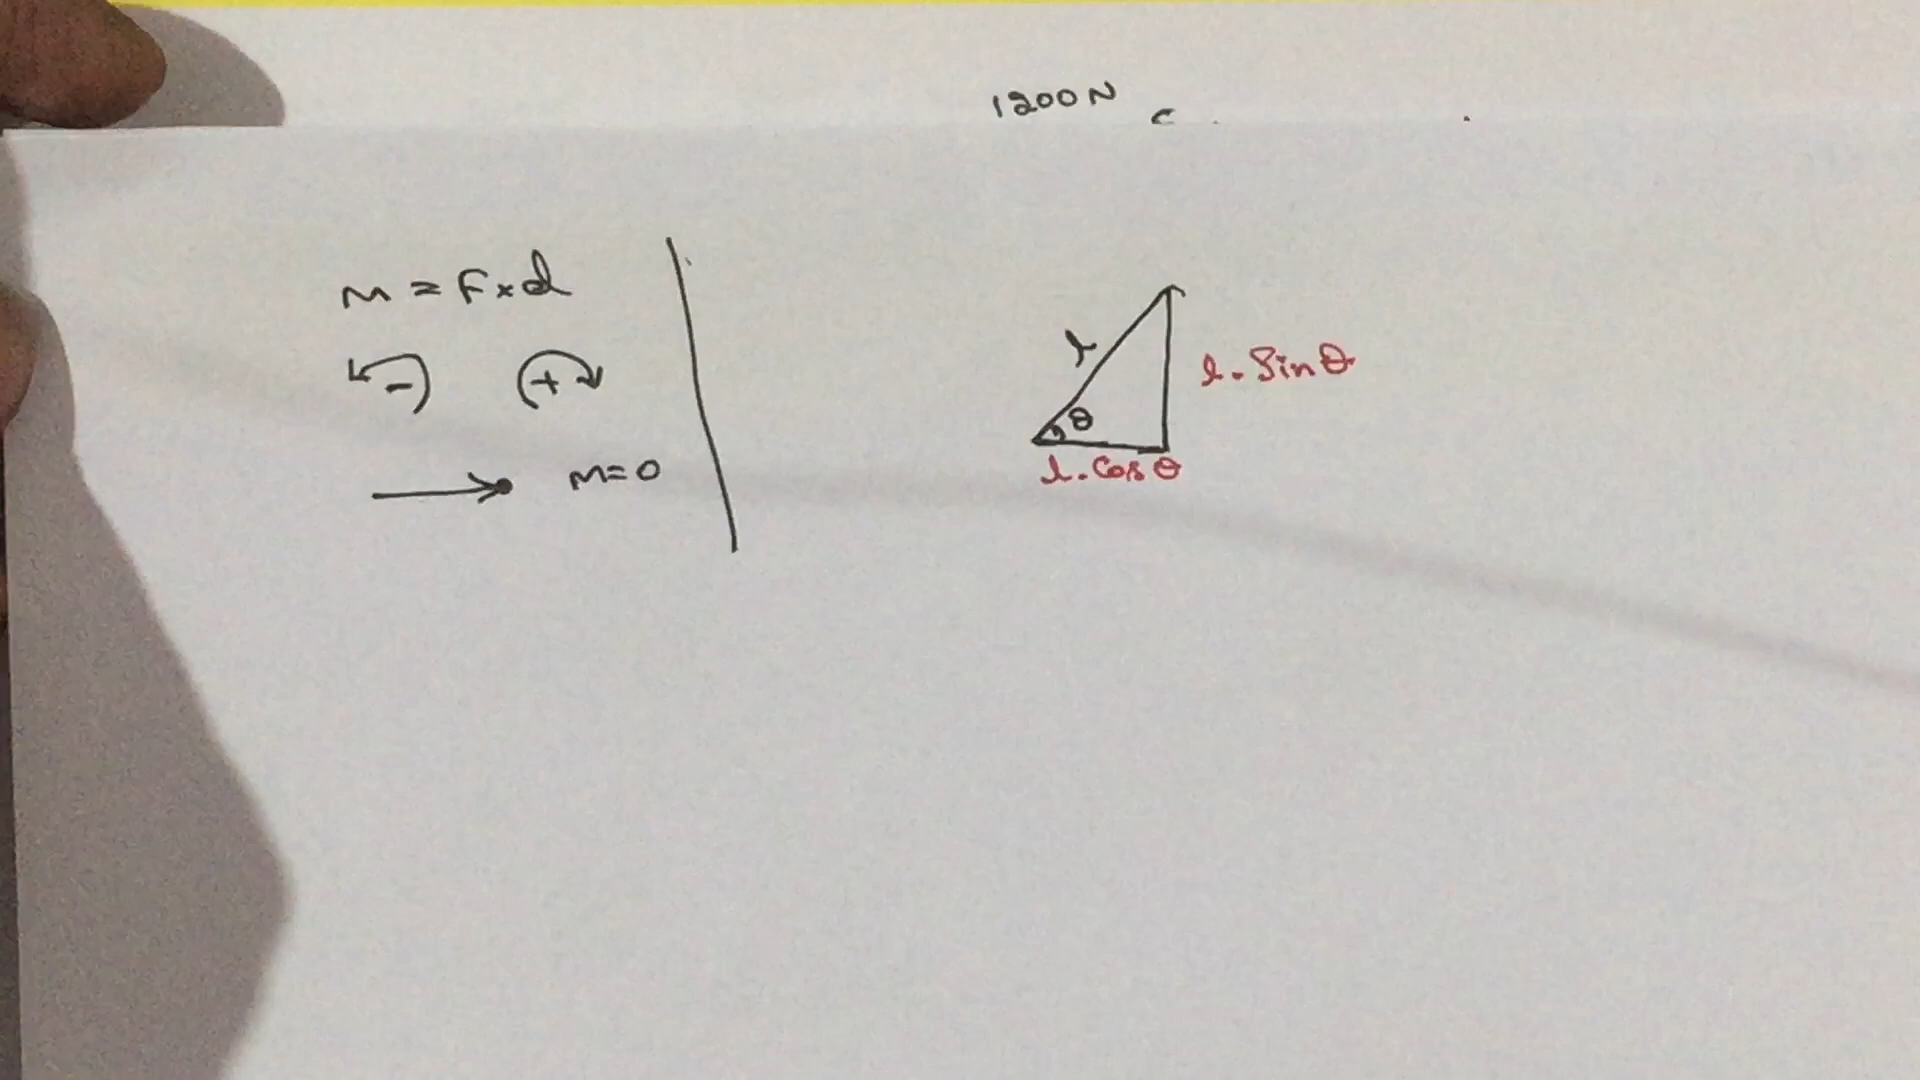 1200N c
M = F × d
-
+
M=0
l
θ
l. Sinθ
l. Cosθ